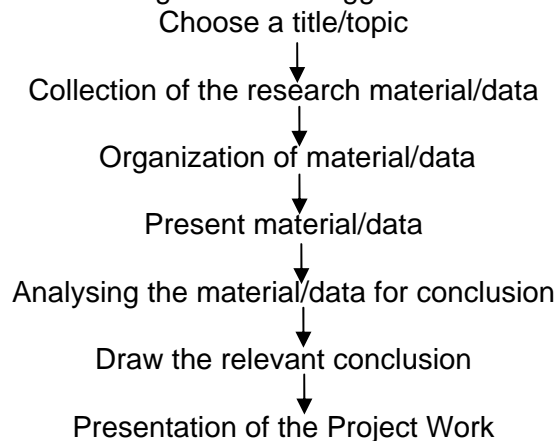 Choose a title/topic
Collection of the research material/data
Organization of material/data
Present material/data
Analysing the material/data for conclusion
Draw the relevant conclusion
Presentation of the Project Work